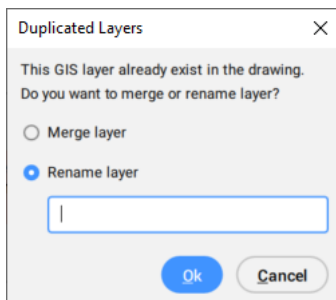 Duplicated Layers
This GIS layer already exist in the drawing.
Do you want to merge or rename layer?
Merge layer
Rename layer
Ok
Cancel